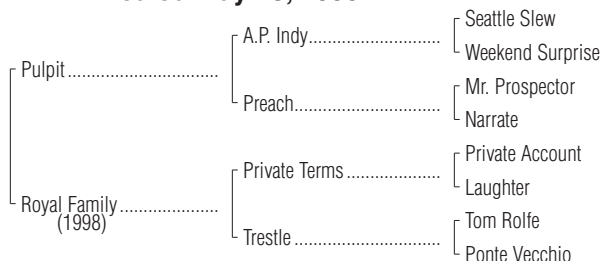 Pulpit
A.P. Indy
Seattle Slew
Weekend Surprise
Preach
Mr. Prospector
Narrate
Royal Family
(1998)
Private Terms
Private Account
Laughter
Trestle
Tom Rolfe
Ponte Vecchio